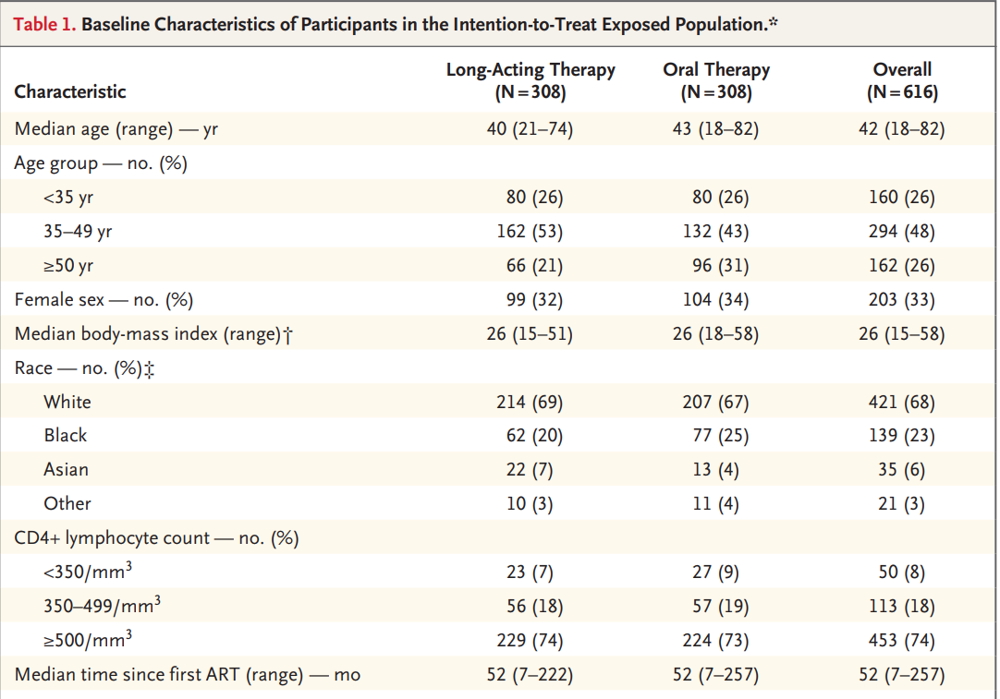 Table 1. Baseline Characteristics of Participants in the Intention-to-Treat Exposed Population.*
Characteristic Long-Acting Therapy (N=308) Oral Therapy (N=308) Overall (N=616)
Median age (range) — yr 40 (21–74) 43 (18–82) 42 (18–82)
Age group — no. (%)
<35 yr 80 (26) 80 (26) 160 (26)
35–49 yr 162 (53) 132 (43) 294 (48)
≥50 yr 66 (21) 96 (31) 162 (26)
Female sex — no. (%) 99 (32) 104 (34) 203 (33)
Median body-mass index (range)† 26 (15–51) 26 (18–58) 26 (15–58)
Race — no. (%)‡
White 214 (69) 207 (67) 421 (68)
Black 62 (20) 77 (25) 139 (23)
Asian 22 (7) 13 (4) 35 (6)
Other 10 (3) 11 (4) 21 (3)
CD4+ lymphocyte count — no. (%)
<350/mm³ 23 (7) 27 (9) 50 (8)
350–499/mm³ 56 (18) 57 (19) 113 (18)
≥500/mm³ 229 (74) 224 (73) 453 (74)
Median time since first ART (range) — mo 52 (7–222) 52 (7–257) 52 (7–257)